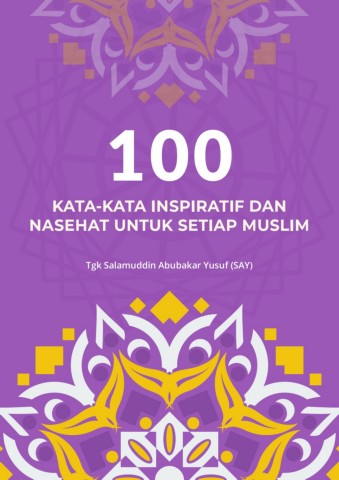 100
KATA-KATA INSPIRATIF DAN
NASEHAT UNTUK SETIAP MUSLIM
Tgk Salamuddin Abubakar Yusuf (SAY)